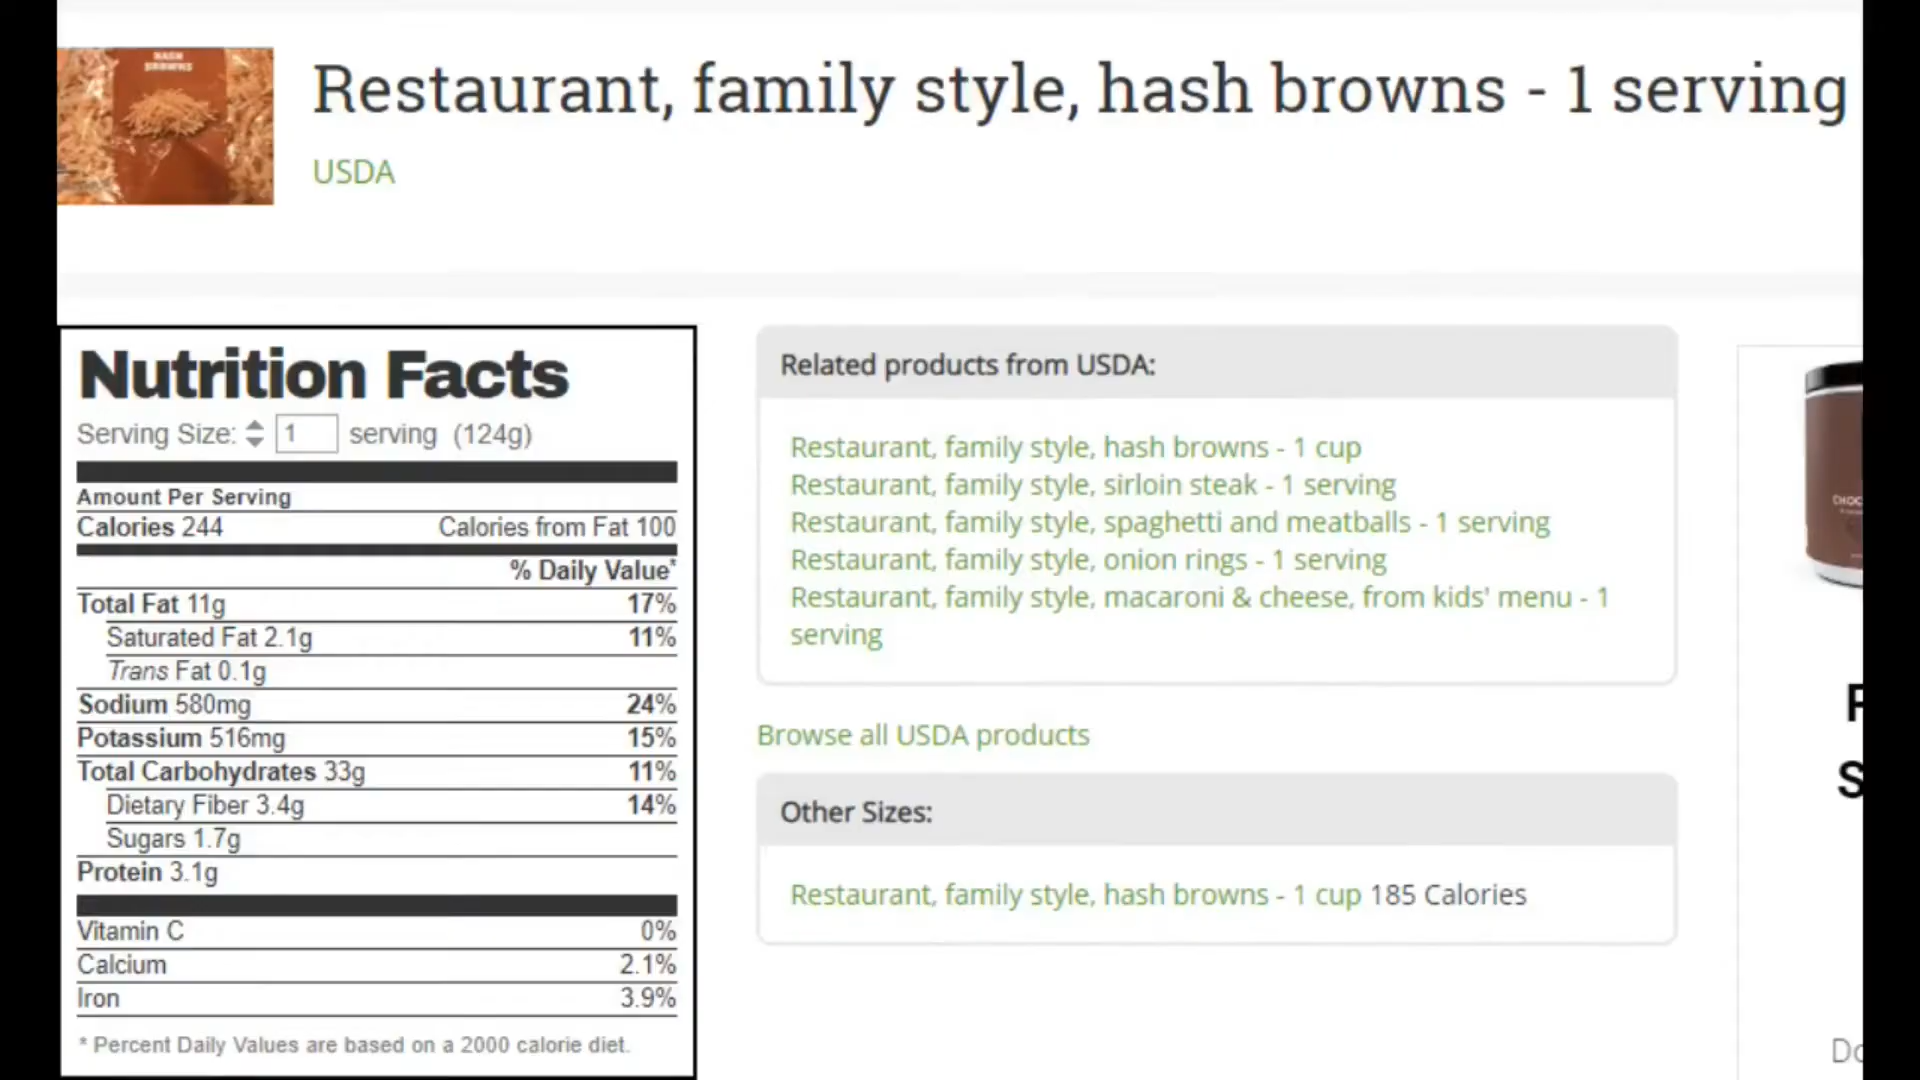 HASH
BROWNS
Restaurant, family style, hash browns - 1 serving
USDA
Nutrition Facts
Serving Size: 1 serving (124g)
Amount Per Serving
Calories 244 Calories from Fat 100
% Daily Value*
Total Fat 11g 17%
Saturated Fat 2.1g 11%
Trans Fat 0.1g
Sodium 580mg 24%
Potassium 516mg 15%
Total Carbohydrates 33g 11%
Dietary Fiber 3.4g 14%
Sugars 1.7g
Protein 3.1g
Vitamin C 0%
Calcium 2.1%
Iron 3.9%
* Percent Daily Values are based on a 2000 calorie diet.
Related products from USDA:
Restaurant, family style, hash browns - 1 cup
Restaurant, family style, sirloin steak - 1 serving
Restaurant, family style, spaghetti and meatballs - 1 serving
Restaurant, family style, onion rings - 1 serving
Restaurant, family style, macaroni & cheese, from kids' menu - 1
serving
Browse all USDA products
Other Sizes:
Restaurant, family style, hash browns - 1 cup 185 Calories
CHOC